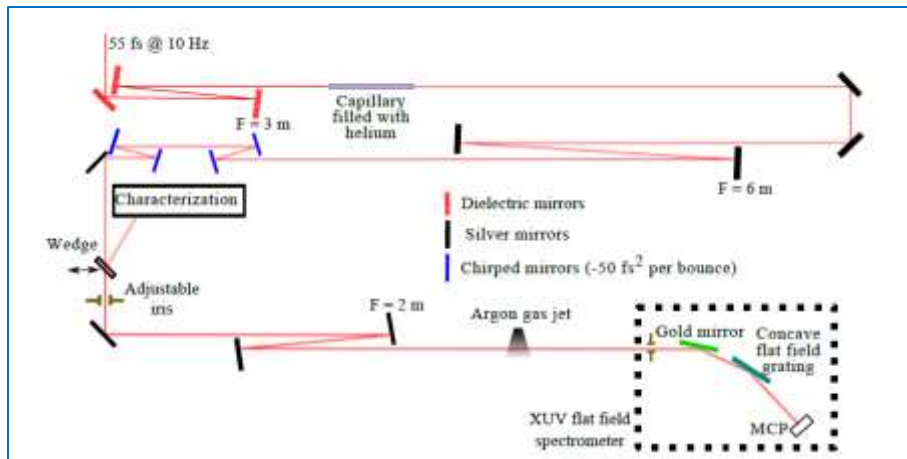 55 fs @ 10 Hz
Capillary
filled with
helium
F = 3 m
F = 6 m
Characterization
Dielectric mirrors
Silver mirrors
Chirped mirrors (-50 fs² per bounce)
Wedge
Adjustable
iris
F = 2 m
Argon gas jet
Gold mirror
Concave
flat field
grating
XUV flat field
spectrometer
MCP